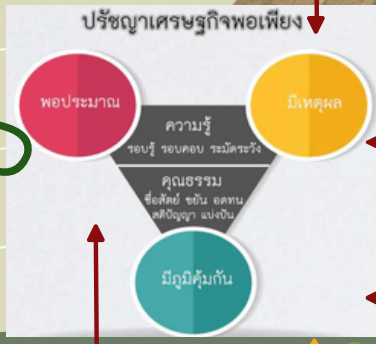 ปรัชญาเศรษฐกิจพอเพียง
พอประมาณ
มีเหตุผล
ความรู้
รอบรู้ รอบคอบ ระมัดระวัง
คุณธรรม
ซื่อสัตย์ ขยัน อดทน
สติปัญญา แบ่งปัน
มีภูมิคุ้มกัน